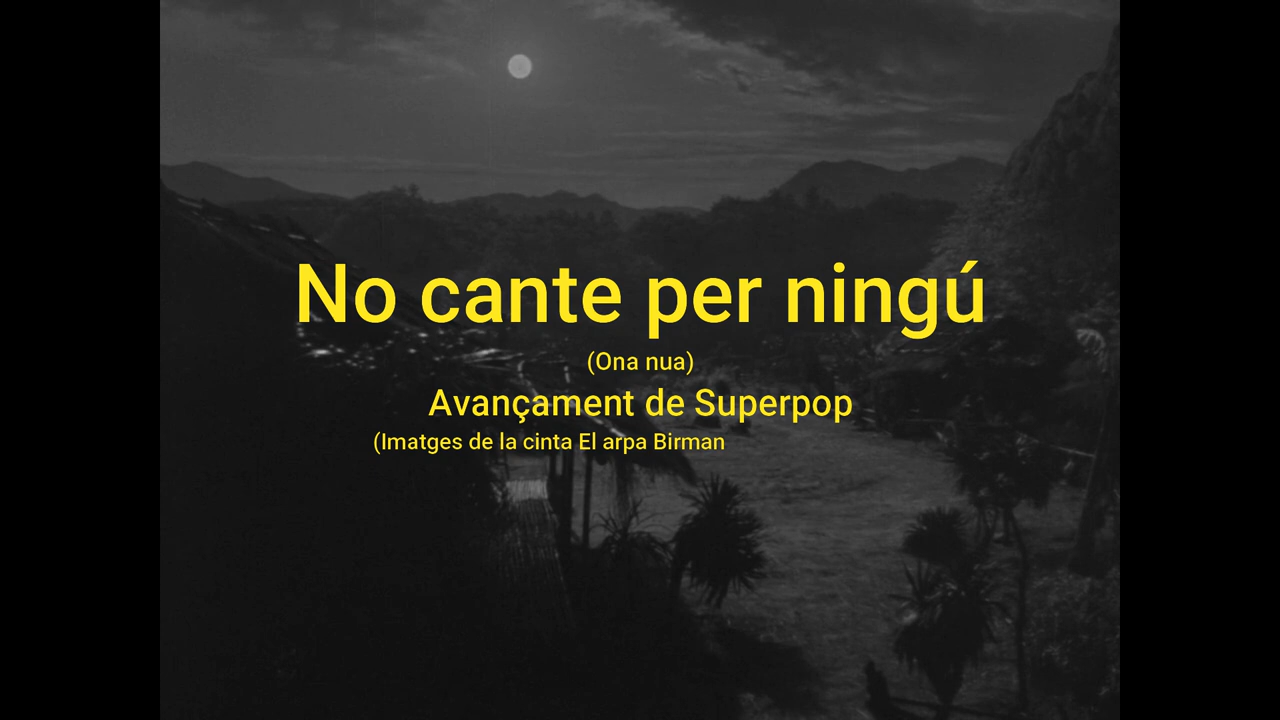 No cante per ningú
(Ona nua)
Avançament de Superpop
(Imatges de la cinta El arpa Birman